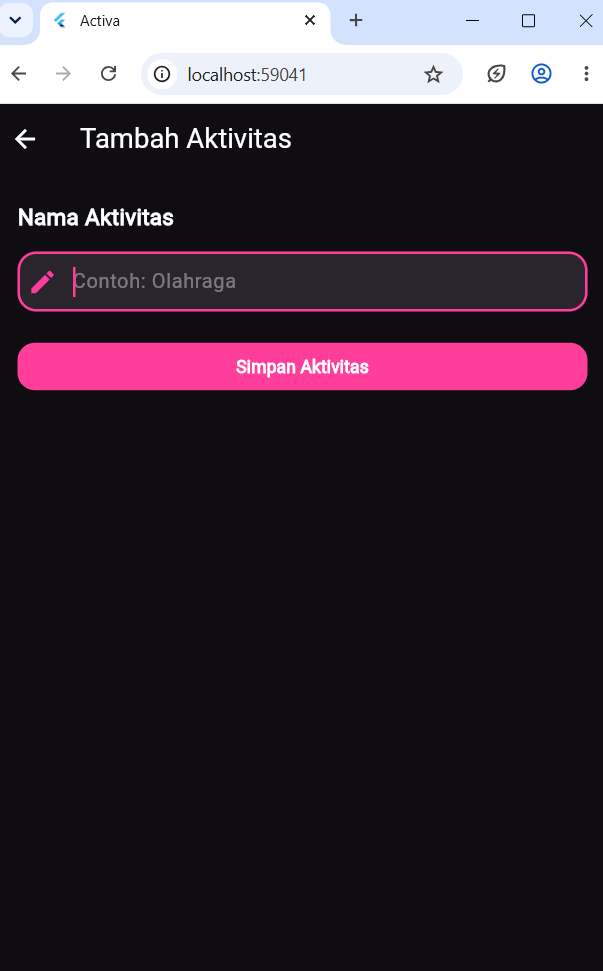 Activa
localhost:59041
Tambah Aktivitas
Nama Aktivitas
Contoh: Olahraga
Simpan Aktivitas